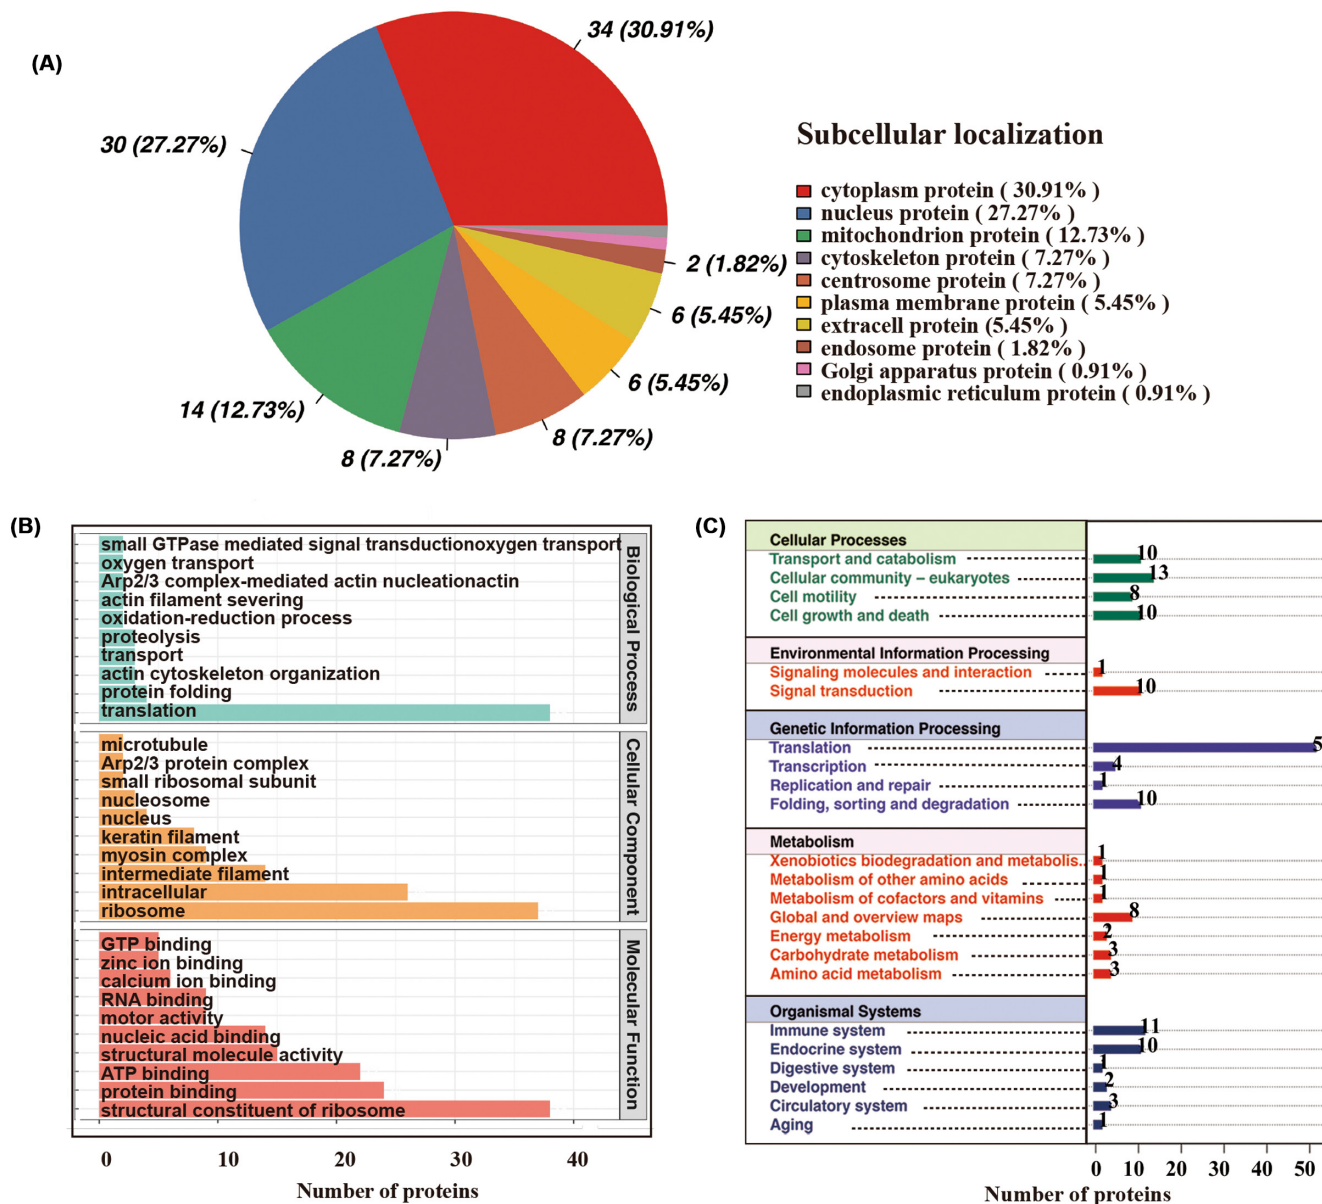 (A)
34 (30.91%)
30 (27.27%)
14 (12.73%)
8 (7.27%)
8 (7.27%)
6 (5.45%)
6 (5.45%)
2 (1.82%)
Subcellular localization
cytoplasm protein ( 30.91% )
nucleus protein ( 27.27% )
mitochondrion protein ( 12.73% )
cytoskeleton protein ( 7.27% )
centrosome protein ( 7.27% )
plasma membrane protein ( 5.45% )
extracell protein (5.45% )
endosome protein ( 1.82% )
Golgi apparatus protein ( 0.91% )
endoplasmic reticulum protein ( 0.91% )
(B)
small GTPase mediated signal transductionoxygen transport
oxygen transport
Arp2/3 complex-mediated actin nucleationactin
actin filament severing
oxidation-reduction process
proteolysis
transport
actin cytoskeleton organization
protein folding
translation
Biological Process
microtubule
Arp2/3 protein complex
small ribosomal subunit
nucleosome
nucleus
keratin filament
myosin complex
intermediate filament
intracellular
ribosome
Cellular Component
GTP binding
zinc ion binding
calcium ion binding
RNA binding
motor activity
nucleic acid binding
structural molecule activity
ATP binding
protein binding
structural constituent of ribosome
Molecular Function
0 10 20 30 40
Number of proteins
(C)
Cellular Processes
Transport and catabolism 10
Cellular community – eukaryotes 13
Cell motility 8
Cell growth and death 10
Environmental Information Processing
Signaling molecules and interaction 1
Signal transduction 10
Genetic Information Processing
Translation 5
Transcription 4
Replication and repair 1
Folding, sorting and degradation 10
Metabolism
Xenobiotics biodegradation and metabolis.. 1
Metabolism of other amino acids 1
Metabolism of cofactors and vitamins 1
Global and overview maps 8
Energy metabolism 2
Carbohydrate metabolism 3
Amino acid metabolism 3
Organismal Systems
Immune system 11
Endocrine system 10
Digestive system 1
Development 2
Circulatory system 3
Aging 1
0 10 20 30 40 50
Number of proteins